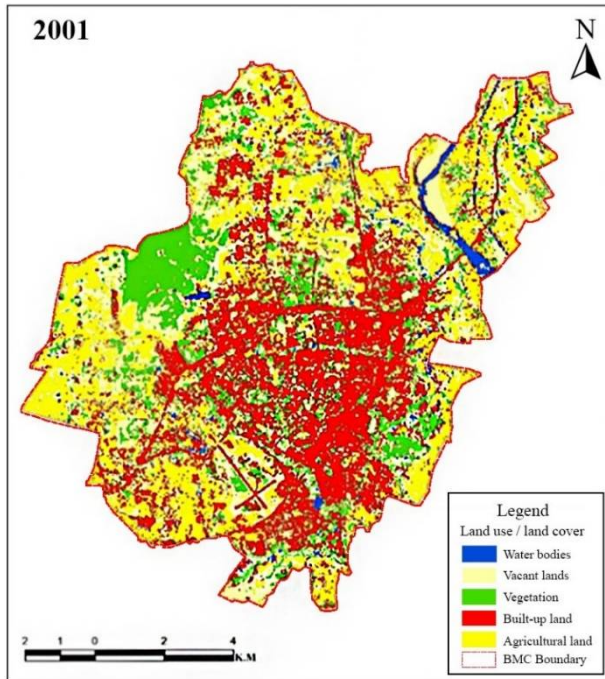 2001
N
Legend
Land use / land cover
Water bodies
Vacant lands
Vegetation
Built-up land
Agricultural land
BMC Boundary
2 1 0 2 4
K.M